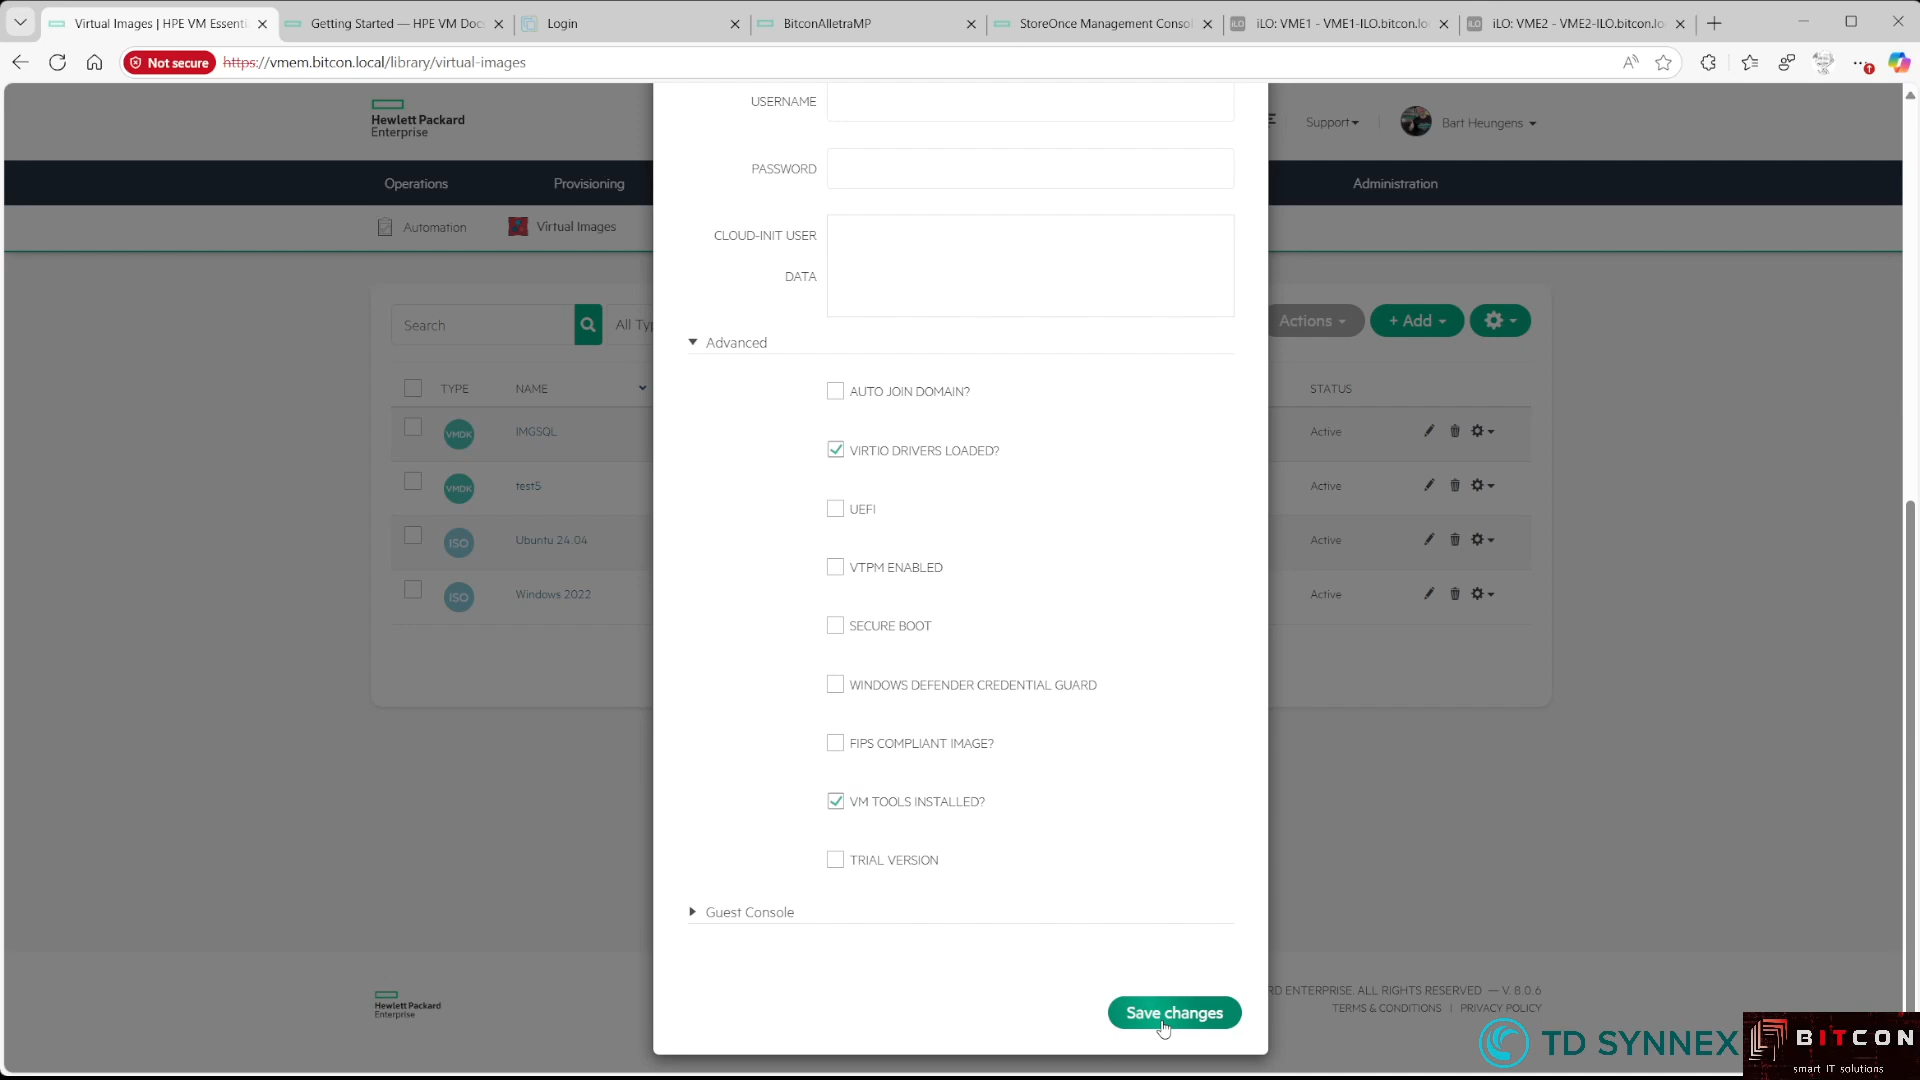 Virtual Images | HPE VM Essenti
Getting Started — HPE VM Doc
Login
BitconAlletraMP
StoreOnce Management Consol
iLO: VME1 - VME1-ILO.bitcon.lo
iLO: VME2 - VME2-ILO.bitcon.lo
Not secure
https://vmem.bitcon.local/library/virtual-images
Hewlett Packard
Enterprise
Support
Bart Heungens
Operations
Provisioning
Administration
Automation
Virtual Images
Search
All Typ
Actions
+ Add
TYPE
NAME
STATUS
VMDK
IMGSQL
Active
VMDK
test5
Active
ISO
Ubuntu 24.04
Active
ISO
Windows 2022
Active
USERNAME
PASSWORD
CLOUD-INIT USER
DATA
Advanced
AUTO JOIN DOMAIN?
VIRTIO DRIVERS LOADED?
UEFI
VTPM ENABLED
SECURE BOOT
WINDOWS DEFENDER CREDENTIAL GUARD
FIPS COMPLIANT IMAGE?
VM TOOLS INSTALLED?
TRIAL VERSION
Guest Console
Save changes
Hewlett Packard
Enterprise
RD ENTERPRISE. ALL RIGHTS RESERVED — V. 8.0.6
TERMS & CONDITIONS | PRIVACY POLICY
TD SYNNEX
BITCON
smart IT solutions